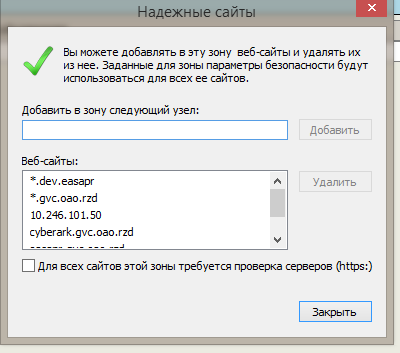 Надежные сайты
Вы можете добавлять в эту зону веб-сайты и удалять их
из нее. Заданные для зоны параметры безопасности будут
использоваться для всех ее сайтов.
Добавить в зону следующий узел:
Добавить
Веб-сайты:
*.dev.easapr
Удалить
*.gvc.oao.rzd
10.246.101.50
cyberark.gvc.oao.rzd
Для всех сайтов этой зоны требуется проверка серверов (https:)
Закрыть